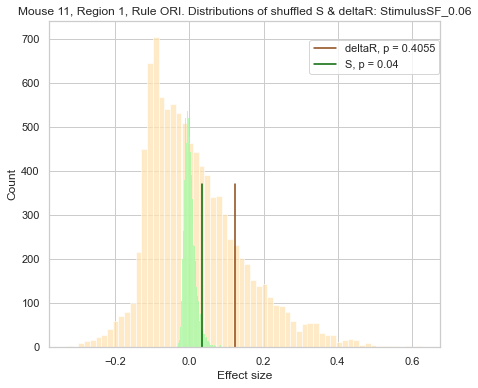 Mouse 11, Region 1, Rule ORI. Distributions of shuffled S & deltaR: StimulusSF_0.06
deltaR, p = 0.4055
S, p = 0.04
700
600
500
400
300
200
100
0
Count
−0.2
0.0
0.2
0.4
0.6
Effect size